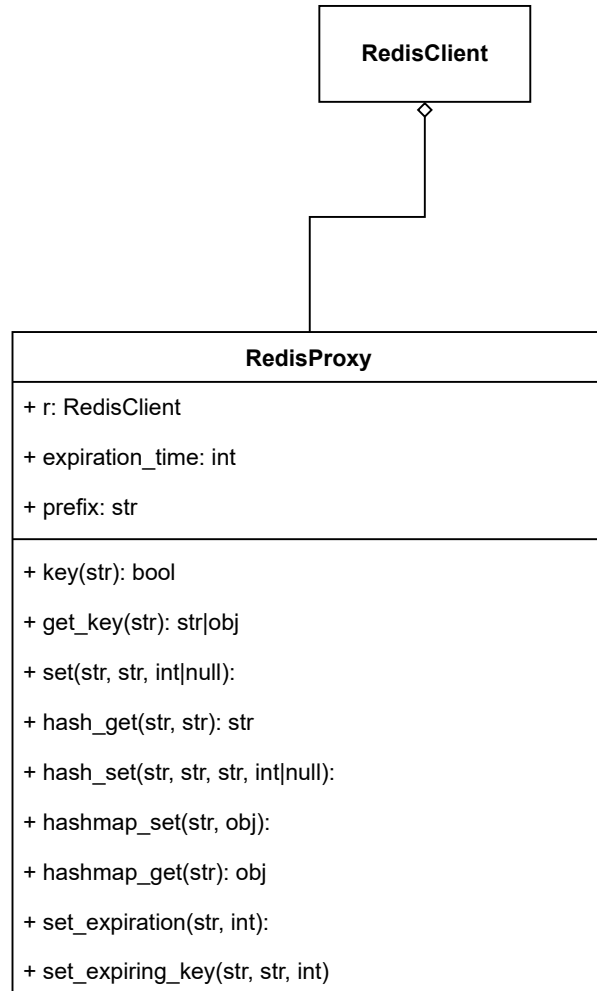 RedisClient
RedisProxy
+ r: RedisClient
+ expiration_time: int
+ prefix: str
+ key(str): bool
+ get_key(str): str|obj
+ set(str, str, int|null):
+ hash_get(str, str): str
+ hash_set(str, str, str, int|null):
+ hashmap_set(str, obj):
+ hashmap_get(str): obj
+ set_expiration(str, int):
+ set_expiring_key(str, str, int)